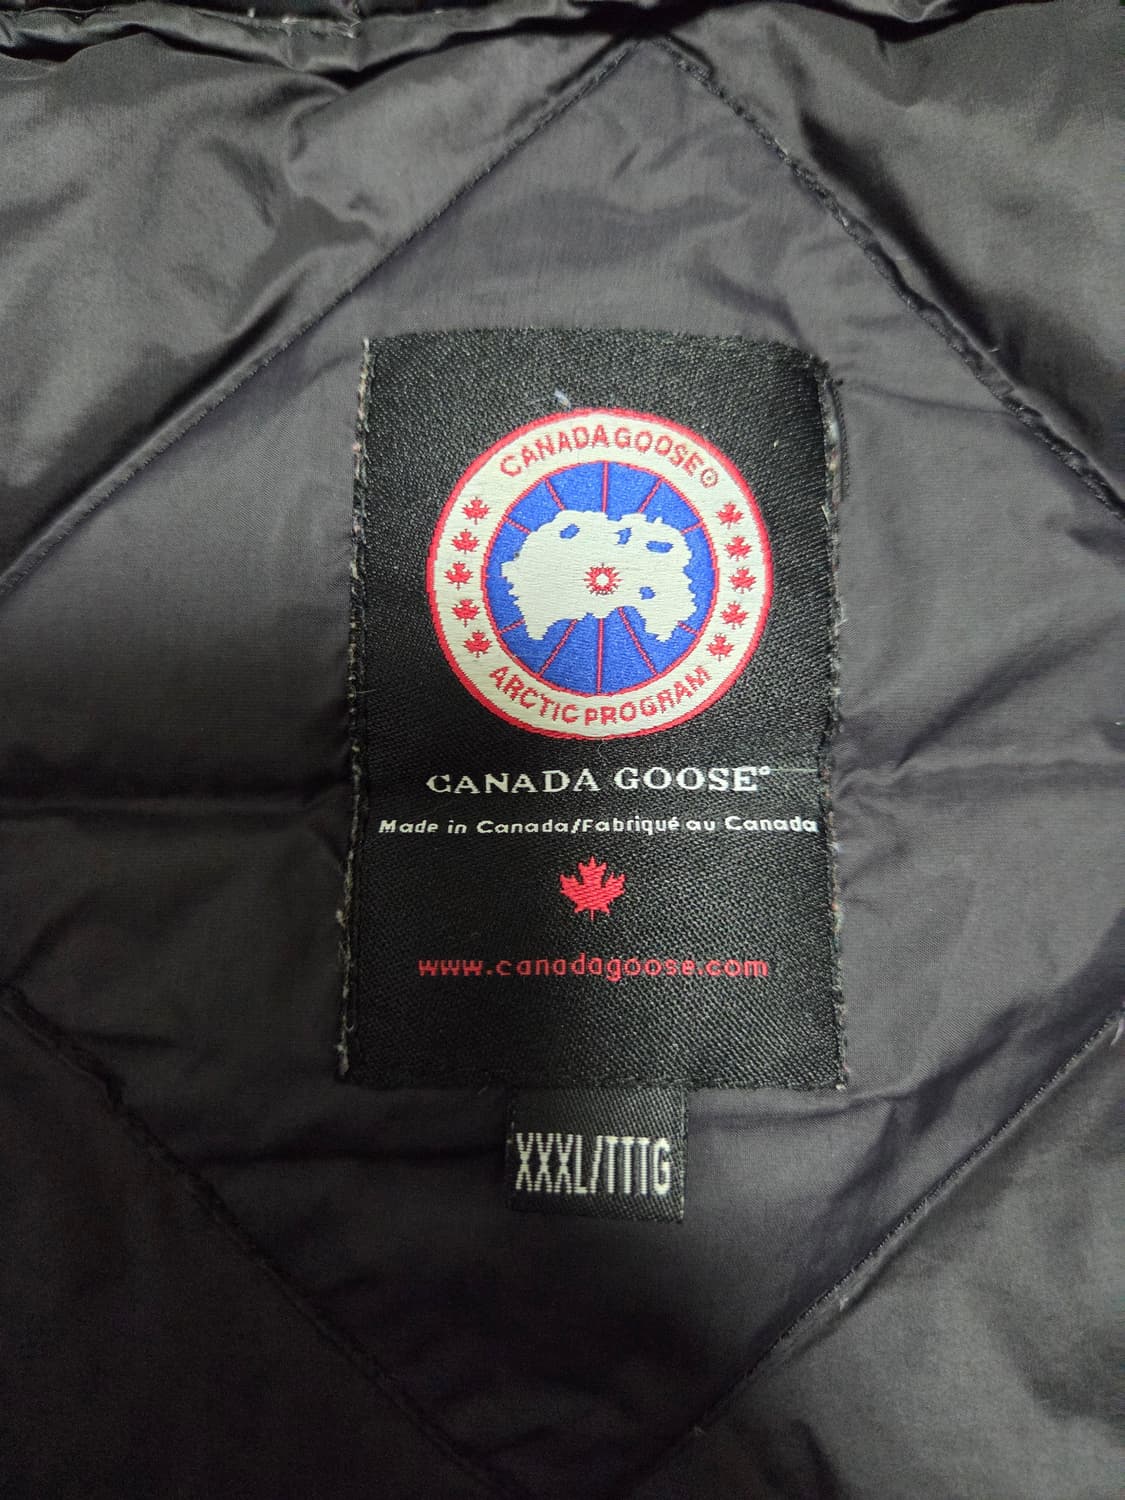 CANADA GOOSE®
ARCTIC PROGRAM
CANADA GOOSE®
Made in Canada/Fabriqué au Canada
www.canadagoose.com
XXXL/TTTG